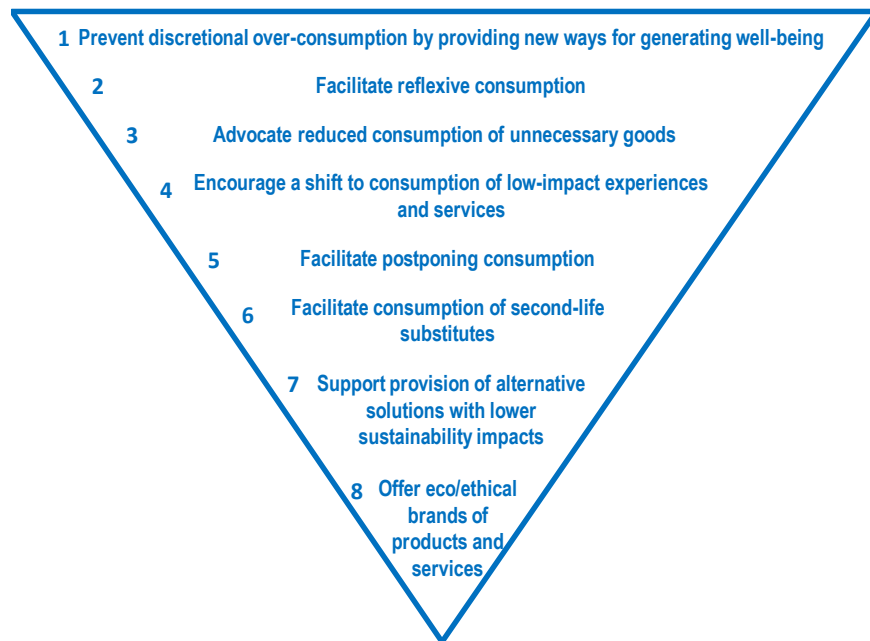 1 Prevent discretional over-consumption by providing new ways for generating well-being
2 Facilitate reflexive consumption
3 Advocate reduced consumption of unnecessary goods
4 Encourage a shift to consumption of low-impact experiences
and services
5 Facilitate postponing consumption
6 Facilitate consumption of second-life
substitutes
7 Support provision of alternative
solutions with lower
sustainability impacts
8 Offer eco/ethical
brands of
products and
services